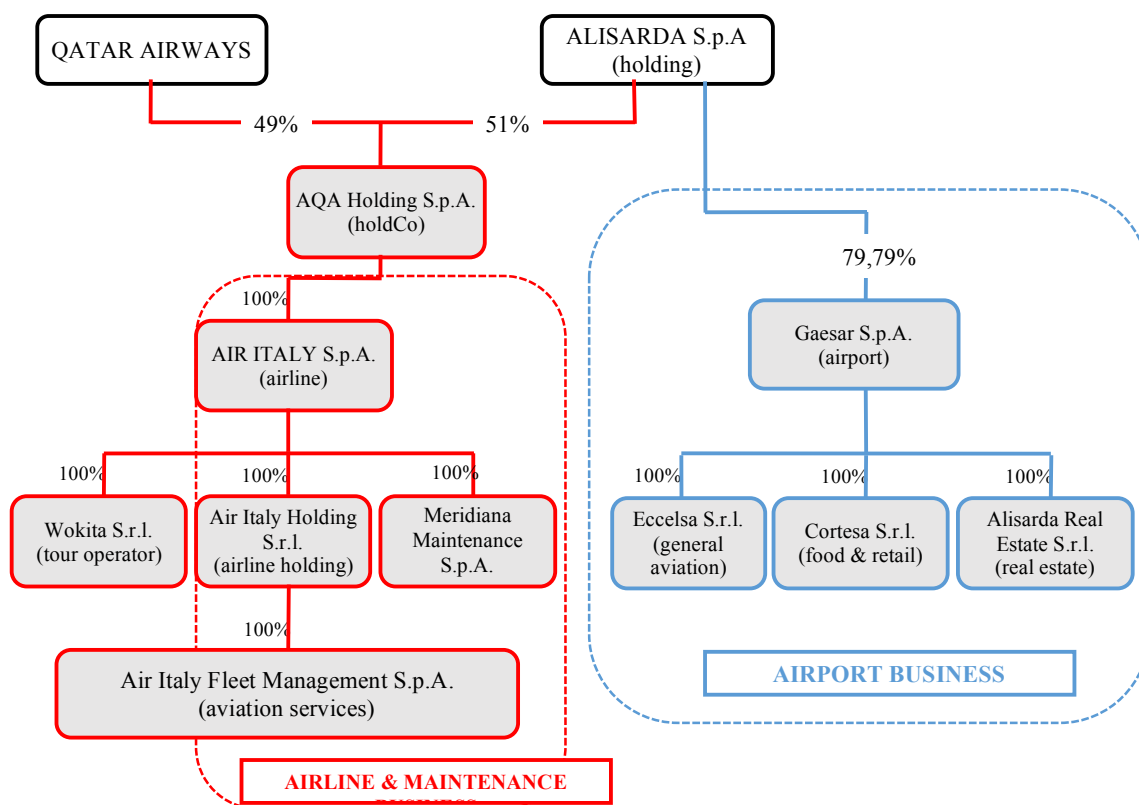 QATAR AIRWAYS
ALISARDA S.p.A
(holding)
49%
51%
AQA Holding S.p.A.
(holdCo)
79,79%
100%
AIR ITALY S.p.A.
(airline)
Gaesar S.p.A.
(airport)
100%
100%
100%
100%
100%
100%
Wokita S.r.l.
(tour operator)
Air Italy Holding
S.r.l.
(airline holding)
Meridiana
Maintenance
S.p.A.
Eccelsa S.r.l.
(general
aviation)
Cortesa S.r.l.
(food & retail)
Alisarda Real
Estate S.r.l.
(real estate)
100%
Air Italy Fleet Management S.p.A.
(aviation services)
AIRPORT BUSINESS
AIRLINE & MAINTENANCE